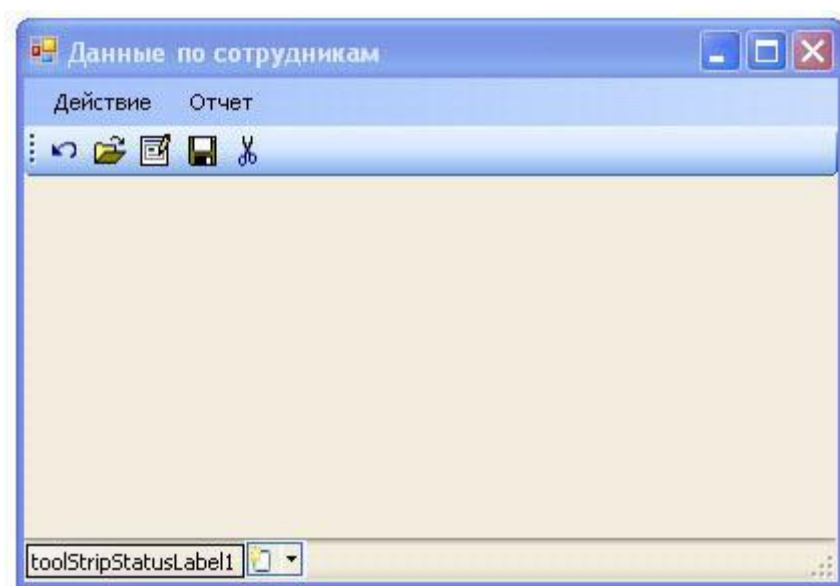 Данные по сотрудникам
Действие Отчет
toolStripStatusLabel1